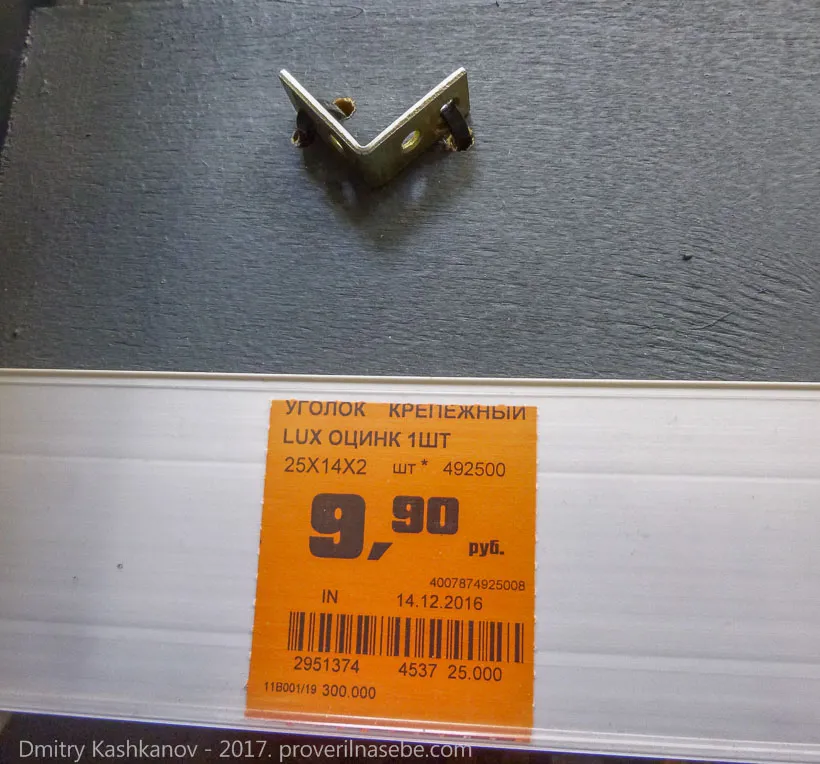 УГОЛОК КРЕПЕЖНЫЙ
LUX ОЦИНК 1ШТ
25X14X2 шт * 492500
9,90
руб.
4007874925008
IN 14.12.2016
2951374 4537 25.000
11B001/19 300.000
Dmitry Kashkanov - 2017. proverilnasebe.com